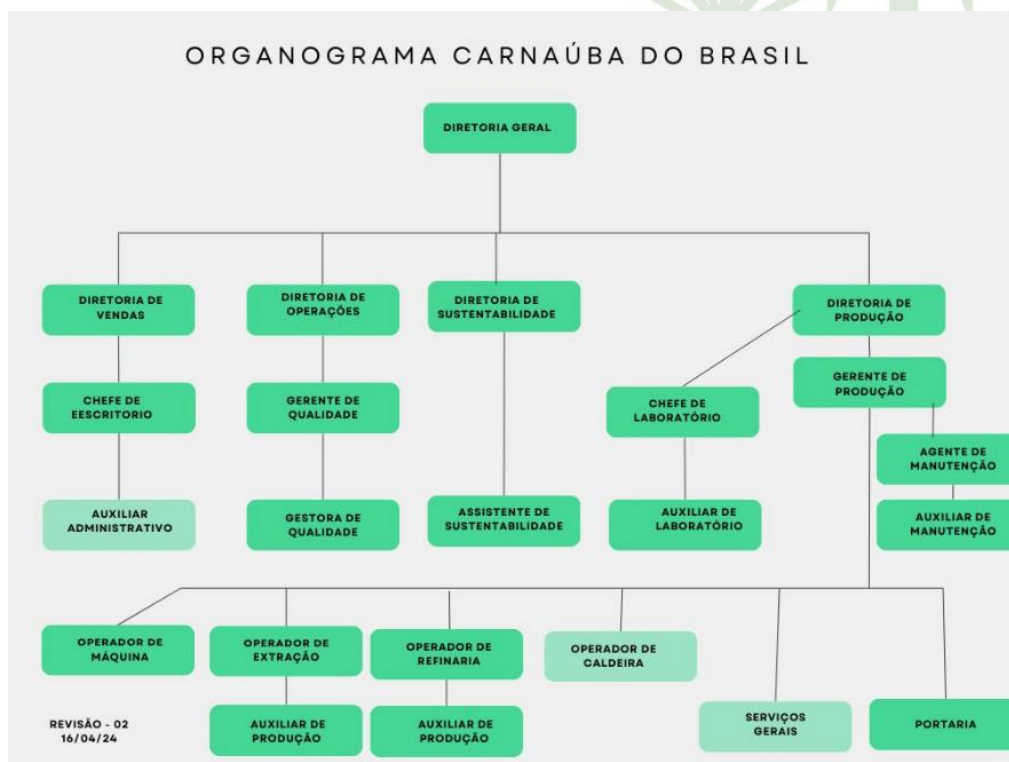 ORGANOGRAMA CARNAÚBA DO BRASIL
DIRETORIA GERAL
DIRETORIA DE
VENDAS
DIRETORIA DE
OPERAÇÕES
DIRETORIA DE
SUSTENTABILIDADE
DIRETORIA DE
PRODUÇÃO
CHEFE DE
EESCRITORIO
GERENTE DE
QUALIDADE
CHEFE DE
LABORATÓRIO
GERENTE DE
PRODUÇÃO
AGENTE DE
MANUTENÇÃO
AUXILIAR
ADMINISTRATIVO
GESTORA DE
QUALIDADE
ASSISTENTE DE
SUSTENTABILIDADE
AUXILIAR DE
LABORATÓRIO
AUXILIAR DE
MANUTENÇÃO
OPERADOR DE
MÁQUINA
OPERADOR DE
EXTRAÇÃO
OPERADOR DE
REFINARIA
OPERADOR DE
CALDEIRA
SERVIÇOS
GERAIS
PORTARIA
AUXILIAR DE
PRODUÇÃO
AUXILIAR DE
PRODUÇÃO
REVISÃO - 02
16/04/24